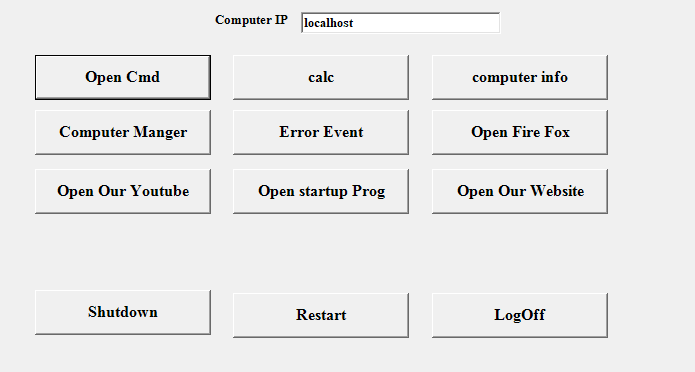 Computer IP localhost
Open Cmd calc computer info
Computer Manger Error Event Open Fire Fox
Open Our Youtube Open startup Prog Open Our Website
Shutdown Restart LogOff